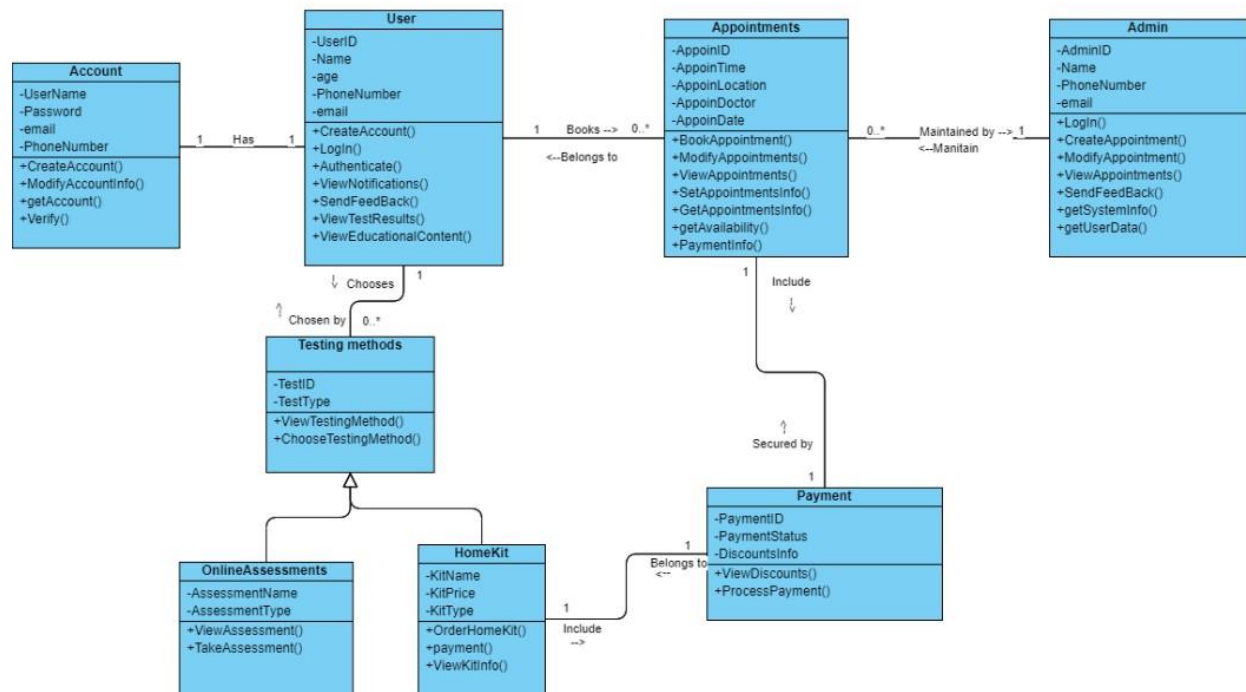 Account
-UserName
-Password
-email
-PhoneNumber
+CreateAccount()
+ModifyAccountInfo()
+getAccount()
+Verify()
1
Has
1
User
-UserID
-Name
-age
-PhoneNumber
-email
+CreateAccount()
+LogIn()
+Authenticate()
+ViewNotifications()
+SendFeedBack()
+ViewTestResults()
+ViewEducationalContent()
1
Books -->
0..*
<--Belongs to
Appointments
-AppoinID
-AppoinTime
-AppoinLocation
-AppoinDoctor
-AppoinDate
+BookAppointment()
+ModifyAppointments()
+ViewAppointments()
+SetAppointmentsInfo()
+GetAppointmentsInfo()
+getAvailability()
+PaymentInfo()
0..*
Maintained by -->
1
<--Manitain
Admin
-AdminID
-Name
-PhoneNumber
-email
+LogIn()
+CreateAppointment()
+ModifyAppointment()
+ViewAppointments()
+SendFeedBack()
+getSystemInfo()
+getUserData()
1
Chooses
Chosen by
0..*
Testing methods
-TestID
-TestType
+ViewTestingMethod()
+ChooseTestingMethod()
1
Include
Secured by
1
OnlineAssessments
-AssessmentName
-AssessmentType
+ViewAssessment()
+TakeAssessment()
HomeKit
-KitName
-KitPrice
-KitType
+OrderHomeKit()
+payment()
+ViewKitInfo()
1
Include
-->
1
Belongs to
<--
Payment
-PaymentID
-PaymentStatus
-DiscountsInfo
+ViewDiscounts()
+ProcessPayment()